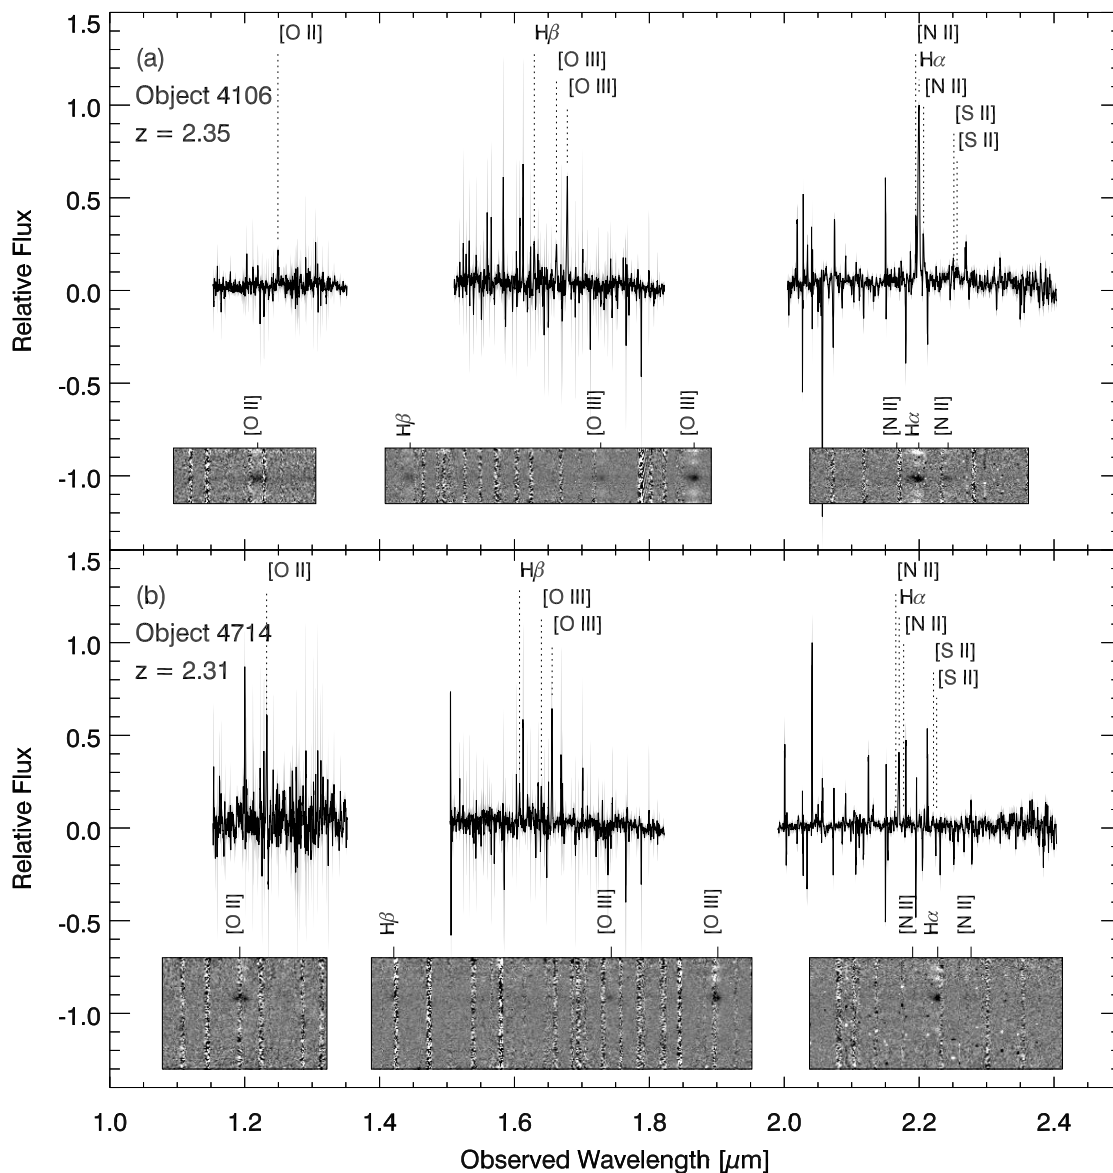 1.5
[O II]
Hβ
[N II]
(a)
[O III]
Hα
Object 4106
[O III]
[N II]
1.0
[S II]
z = 2.35
[S II]
0.5
Relative Flux
0.0
-0.5
[O II]
Hβ
[O III]
[O III]
[N II]
Hα
[N II]
-1.0
1.5
[O II]
Hβ
[N II]
(b)
[O III]
Hα
Object 4714
[O III]
[N II]
1.0
[S II]
z = 2.31
[S II]
0.5
Relative Flux
0.0
-0.5
[O II]
Hβ
[O III]
[O III]
[N II]
Hα
[N II]
-1.0
1.0 1.2 1.4 1.6 1.8 2.0 2.2 2.4
Observed Wavelength [μm]